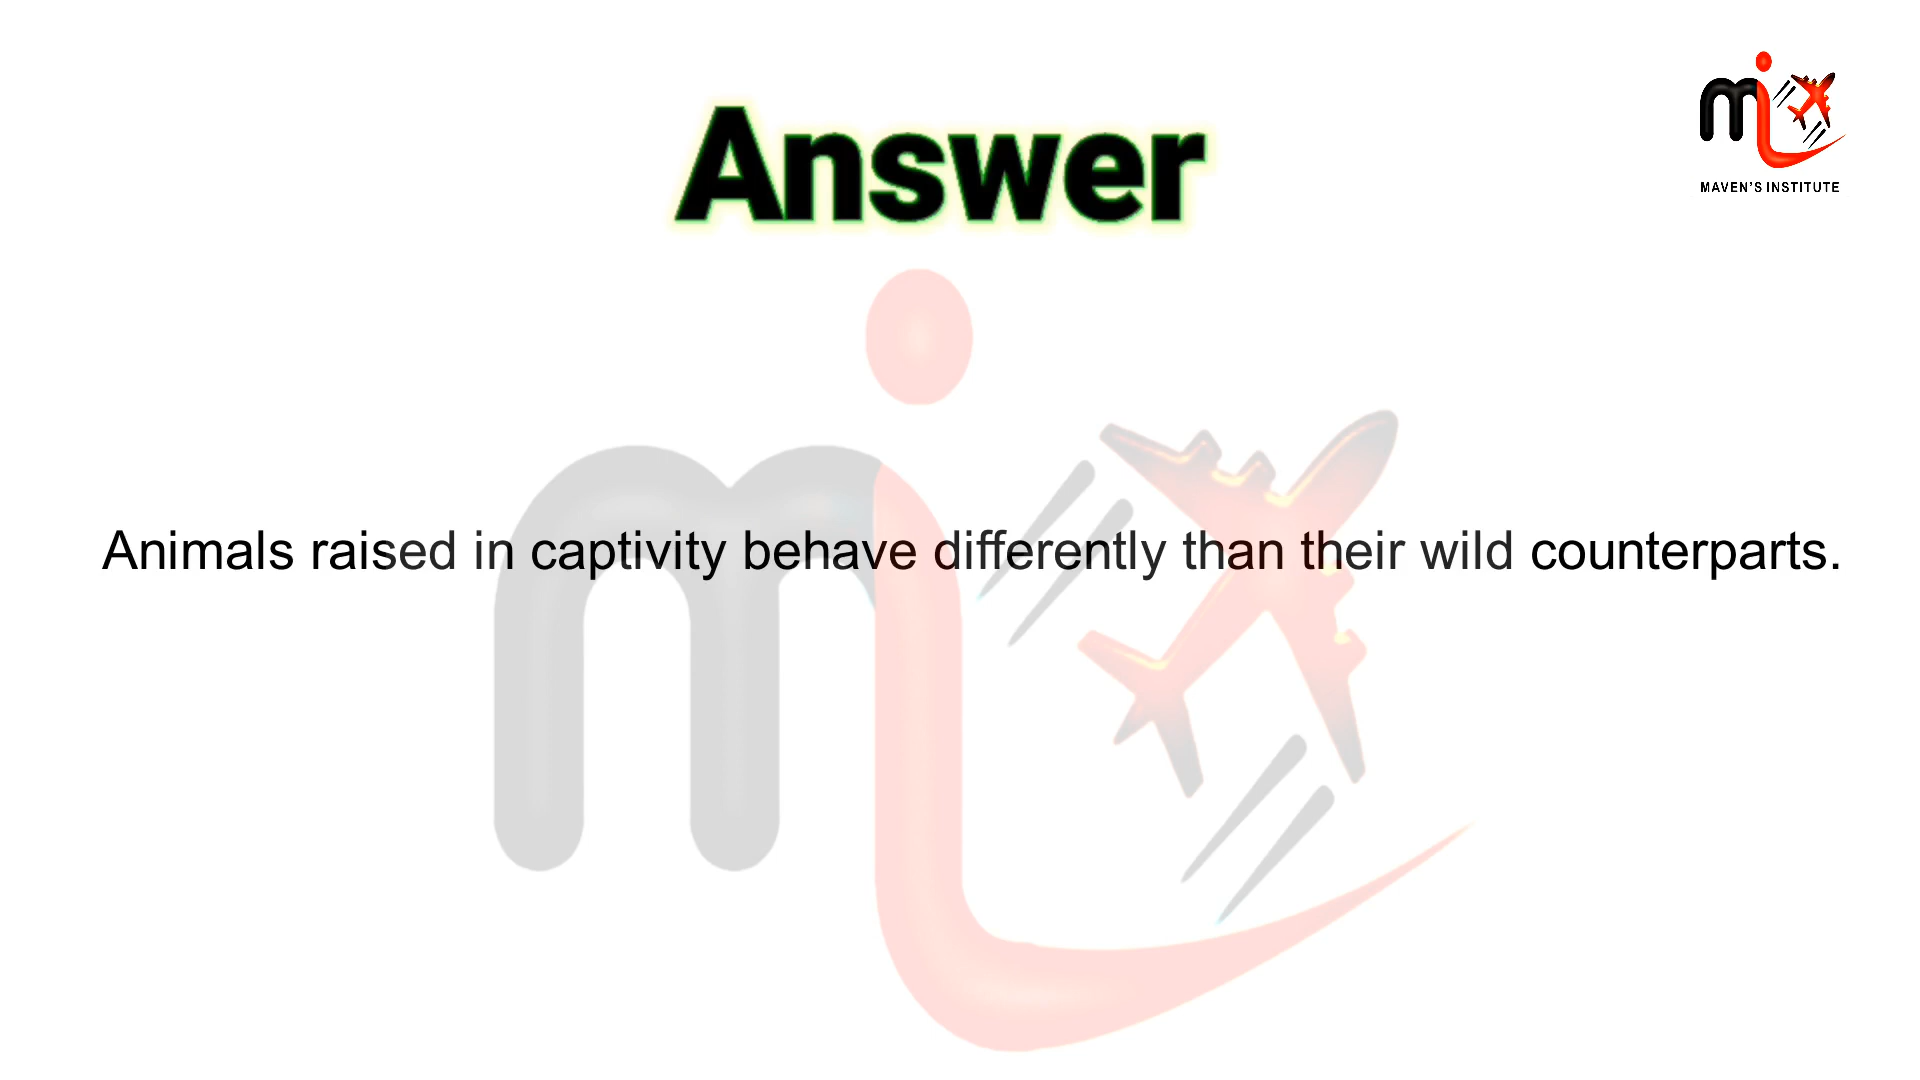 Answer
MAVEN'S INSTITUTE
Animals raised in captivity behave differently than their wild counterparts.